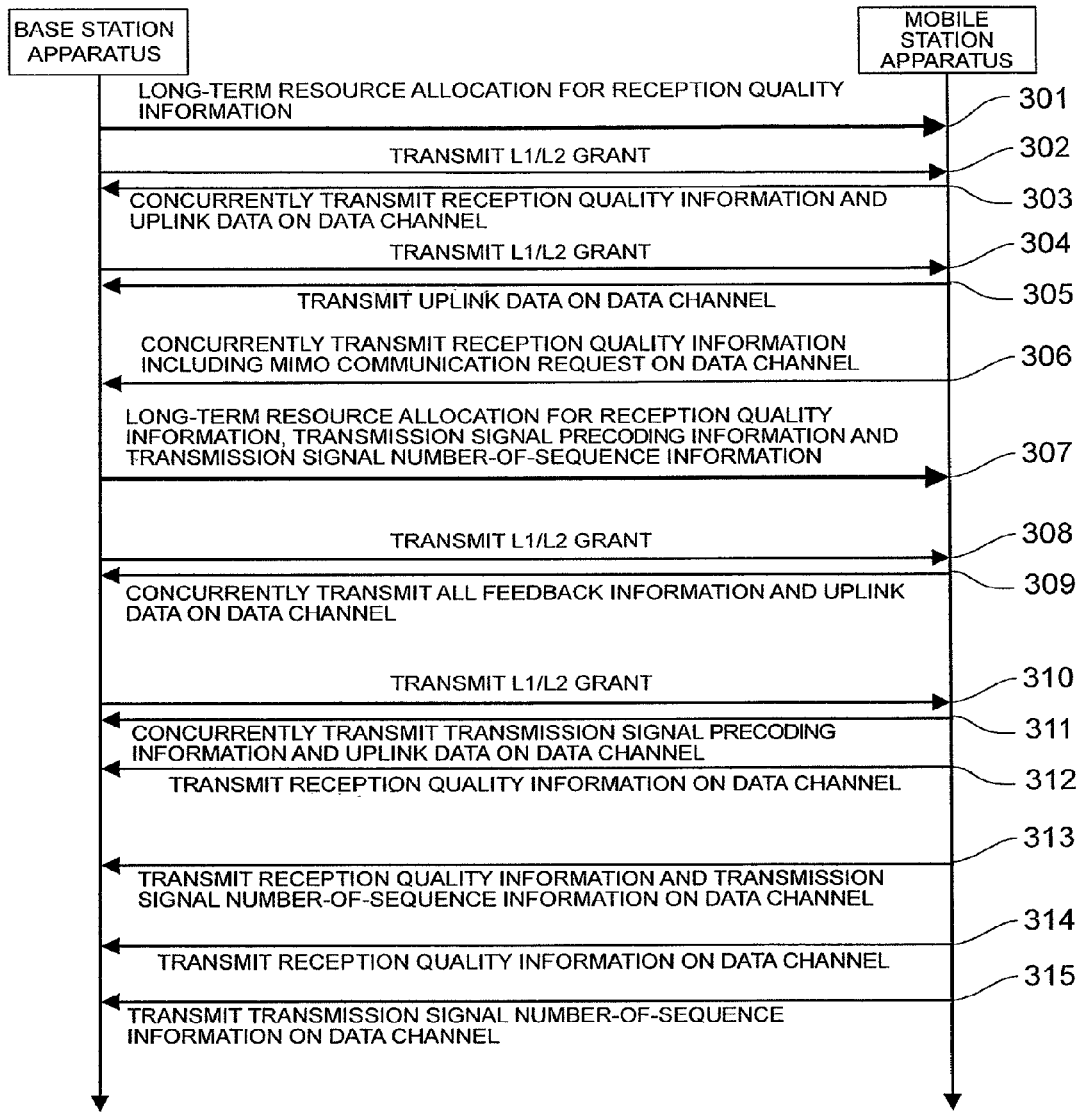 BASE STATION
APPARATUS
MOBILE
STATION
APPARATUS
LONG-TERM RESOURCE ALLOCATION FOR RECEPTION QUALITY
INFORMATION
301
TRANSMIT L1/L2 GRANT
302
303
CONCURRENTLY TRANSMIT RECEPTION QUALITY INFORMATION AND
UPLINK DATA ON DATA CHANNEL
304
TRANSMIT L1/L2 GRANT
305
TRANSMIT UPLINK DATA ON DATA CHANNEL
CONCURRENTLY TRANSMIT RECEPTION QUALITY INFORMATION
INCLUDING MIMO COMMUNICATION REQUEST ON DATA CHANNEL
306
LONG-TERM RESOURCE ALLOCATION FOR RECEPTION QUALITY
INFORMATION, TRANSMISSION SIGNAL PRECODING INFORMATION AND
TRANSMISSION SIGNAL NUMBER-OF-SEQUENCE INFORMATION
307
TRANSMIT L1/L2 GRANT
308
309
CONCURRENTLY TRANSMIT ALL FEEDBACK INFORMATION AND UPLINK
DATA ON DATA CHANNEL
TRANSMIT L1/L2 GRANT
310
311
CONCURRENTLY TRANSMIT TRANSMISSION SIGNAL PRECODING
INFORMATION AND UPLINK DATA ON DATA CHANNEL
312
TRANSMIT RECEPTION QUALITY INFORMATION ON DATA CHANNEL
313
TRANSMIT RECEPTION QUALITY INFORMATION AND TRANSMISSION
SIGNAL NUMBER-OF-SEQUENCE INFORMATION ON DATA CHANNEL
314
TRANSMIT RECEPTION QUALITY INFORMATION ON DATA CHANNEL
315
TRANSMIT TRANSMISSION SIGNAL NUMBER-OF-SEQUENCE
INFORMATION ON DATA CHANNEL